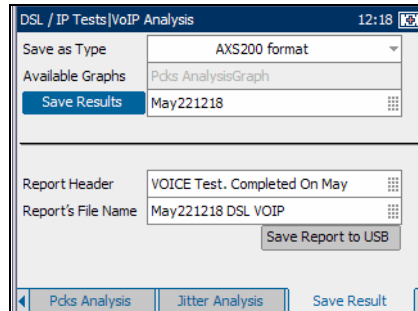 DSL / IP Tests|VoIP Analysis 12:18
Save as Type AXS200 format
Available Graphs Pcks AnalysisGraph
Save Results May221218
Report Header VOICE Test. Completed On May
Report's File Name May221218 DSL VOIP
Save Report to USB
Pcks Analysis Jitter Analysis Save Result